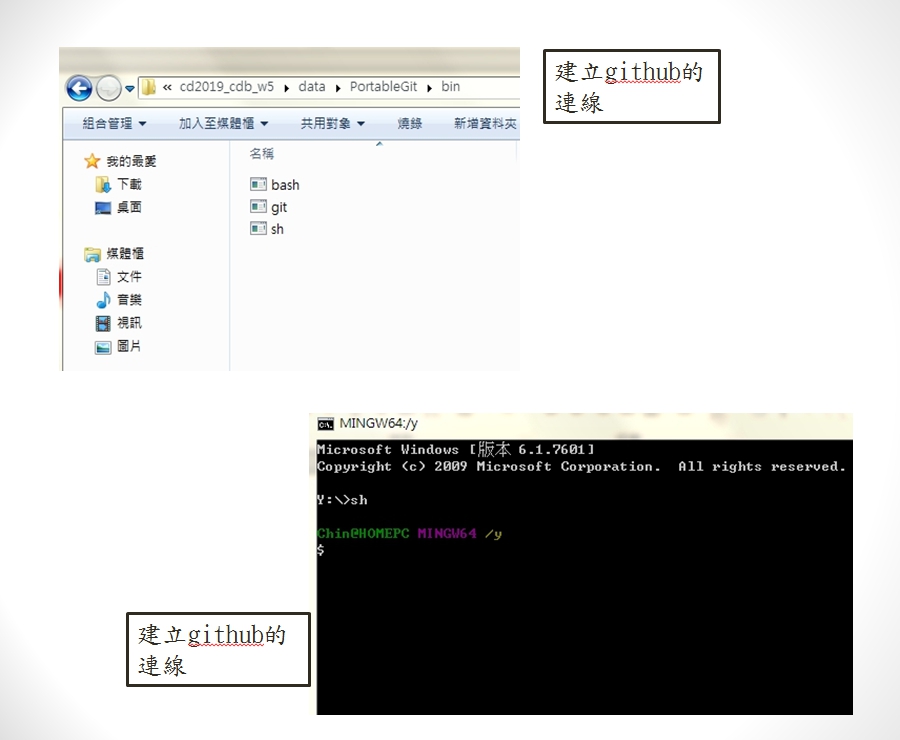 « cd2019_cdb_w5 ▸ data ▸ PortableGit ▸ bin
組合管理 加入至媒體櫃 共用對象 燒錄 新增資料夾
我的最愛
下載
桌面
媒體櫃
文件
音樂
視訊
圖片
名稱
bash
git
sh
建立github的
連線
MINGW64:/y
Microsoft Windows [版本 6.1.7601]
Copyright (c) 2009 Microsoft Corporation. All rights reserved.
Y:\>sh
Chin@HOMEPC MINGW64 /y
$
建立github的
連線